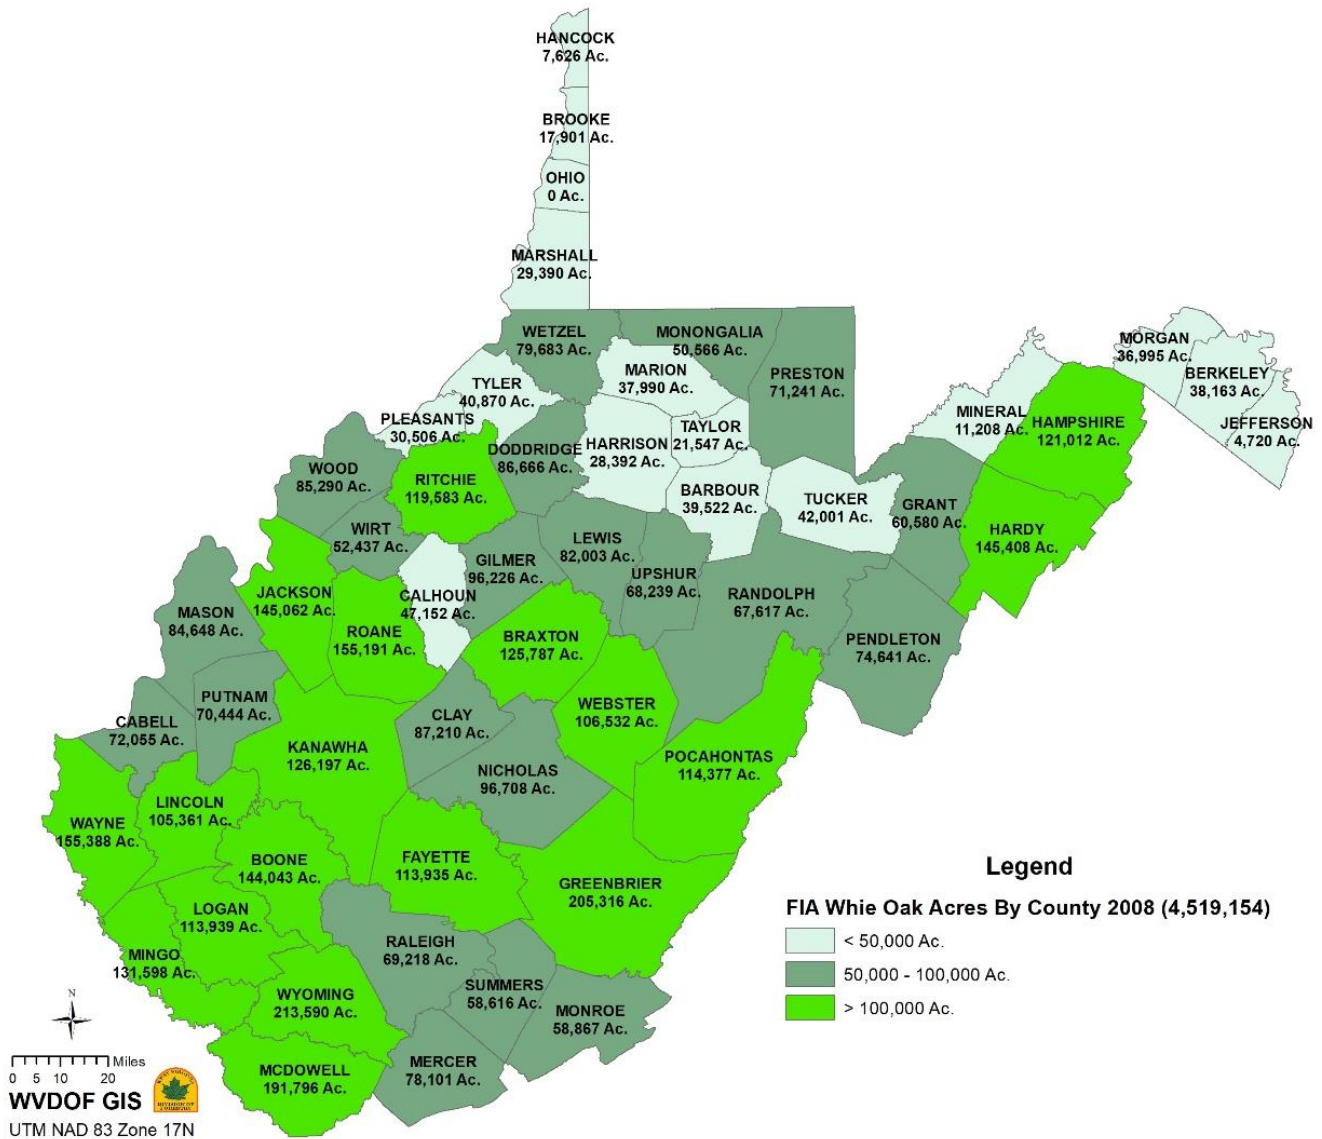 HANCOCK
7,626 Ac.
BROOKE
17,901 Ac.
OHIO
0 Ac.
MARSHALL
29,390 Ac.
WETZEL
79,683 Ac.
MONONGALIA
50,566 Ac.
PRESTON
71,241 Ac.
MARION
37,990 Ac.
TYLER
40,870 Ac.
PLEASANTS
30,506 Ac.
DODDRIDGE
86,666 Ac.
HARRISON
28,392 Ac.
TAYLOR
21,547 Ac.
MORGAN
36,995 Ac.
BERKELEY
38,163 Ac.
JEFFERSON
4,720 Ac.
MINERAL
11,208 Ac.
HAMPSHIRE
121,012 Ac.
WOOD
85,290 Ac.
RITCHIE
119,583 Ac.
BARBOUR
39,522 Ac.
TUCKER
42,001 Ac.
GRANT
60,580 Ac.
HARDY
145,408 Ac.
WIRT
52,437 Ac.
GILMER
96,226 Ac.
LEWIS
82,003 Ac.
UPSHUR
68,239 Ac.
RANDOLPH
67,617 Ac.
PENDLETON
74,641 Ac.
MASON
84,648 Ac.
JACKSON
145,062 Ac.
ROANE
155,191 Ac.
CALHOUN
47,152 Ac.
BRAXTON
125,787 Ac.
WEBSTER
106,532 Ac.
POCAHONTAS
114,377 Ac.
PUTNAM
70,444 Ac.
CABELL
72,055 Ac.
KANAWHA
126,197 Ac.
CLAY
87,210 Ac.
NICHOLAS
96,708 Ac.
LINCOLN
105,361 Ac.
WAYNE
155,388 Ac.
BOONE
144,043 Ac.
FAYETTE
113,935 Ac.
GREENBRIER
205,316 Ac.
LOGAN
113,939 Ac.
MINGO
131,598 Ac.
RALEIGH
69,218 Ac.
SUMMERS
58,616 Ac.
MONROE
58,867 Ac.
WYOMING
213,590 Ac.
MCDOWELL
191,796 Ac.
MERCER
78,101 Ac.
Legend
FIA Whie Oak Acres By County 2008 (4,519,154)
< 50,000 Ac.
50,000 - 100,000 Ac.
> 100,000 Ac.
N
Miles
0 5 10 20
WVDOF GIS
UTM NAD 83 Zone 17N